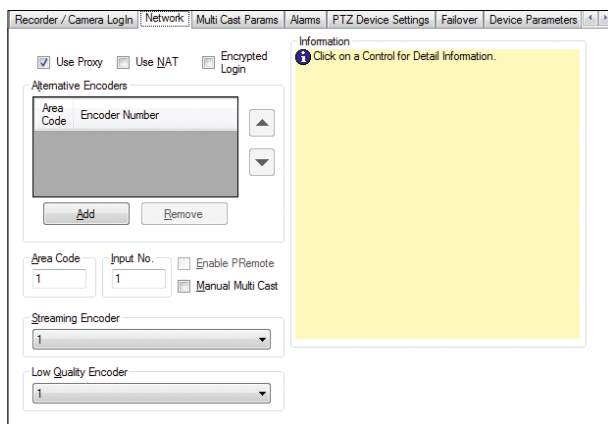 Recorder / Camera LogIn Network Multi Cast Params Alarms PTZ Device Settings Failover Device Parameters
Use Proxy Use NAT Encrypted Login
Alternative Encoders
Area Code Encoder Number
Add Remove
Area Code Input No. Enable PRemote
1 1 Manual Multi Cast
Streaming Encoder
1
Low Quality Encoder
1
Information
Click on a Control for Detail Information.